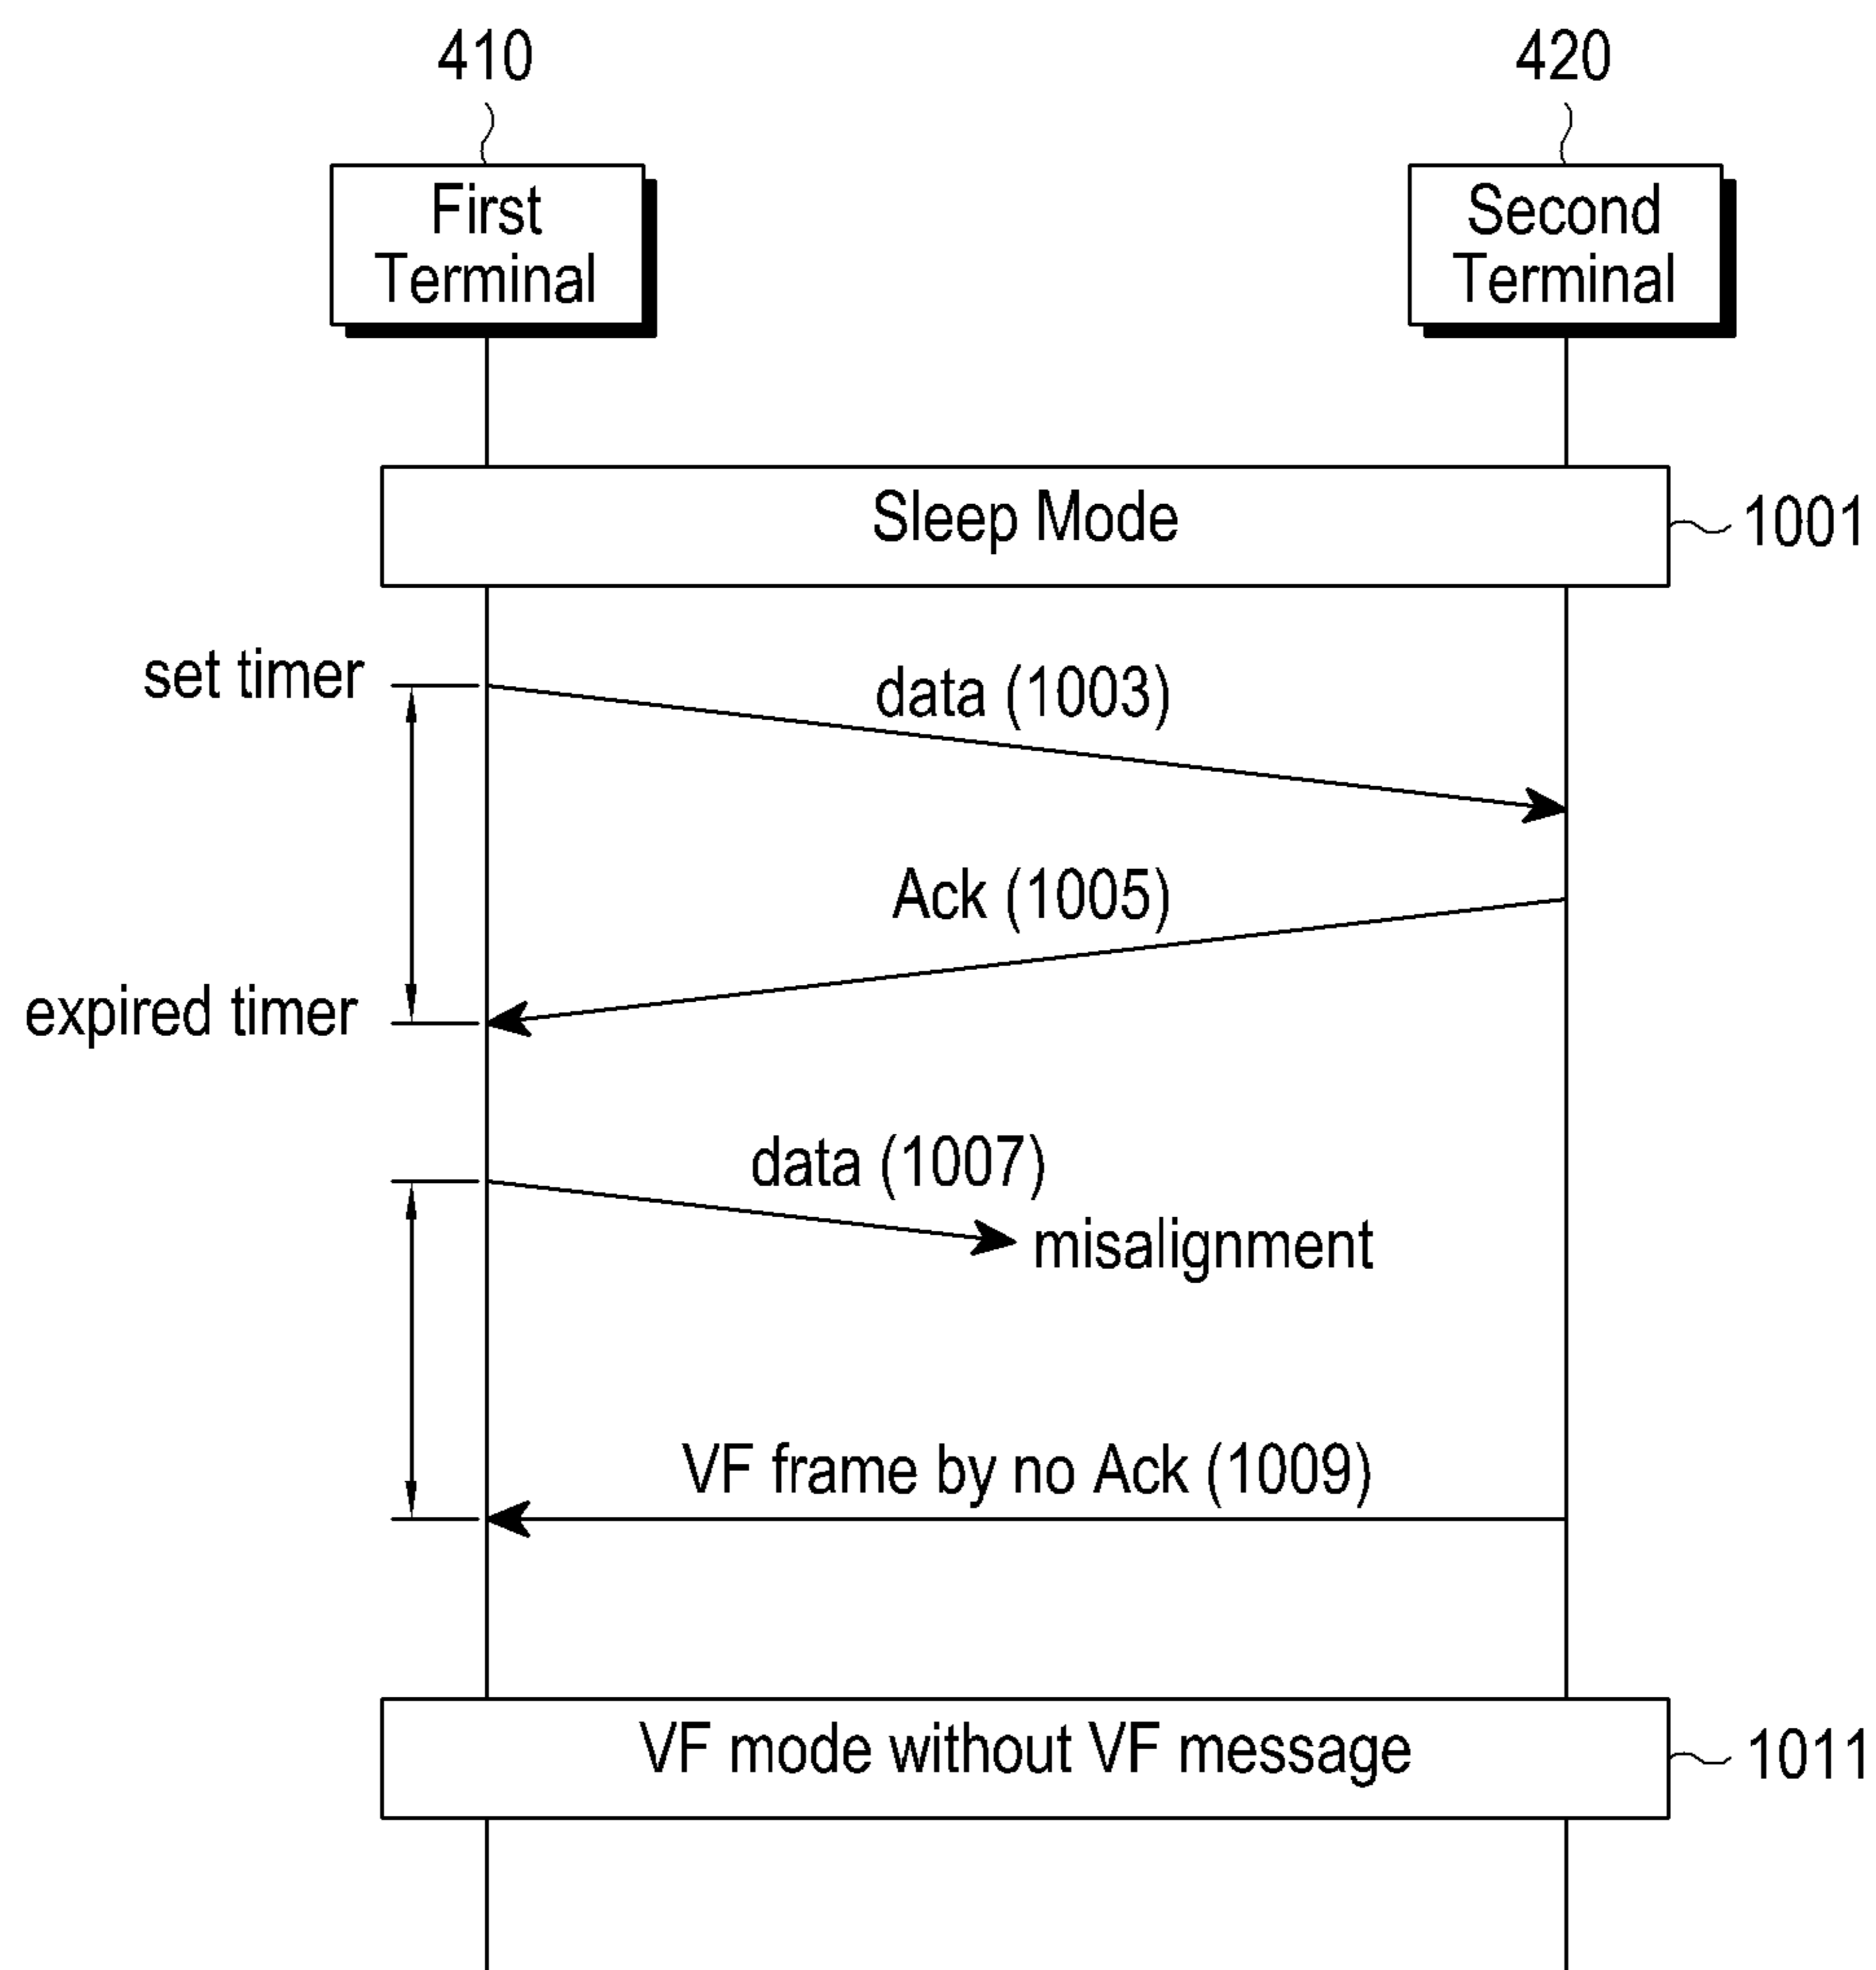 410
420
First
Terminal
Second
Terminal
Sleep Mode
1001
set timer
data (1003)
Ack (1005)
expired timer
data (1007)
misalignment
VF frame by no Ack (1009)
VF mode without VF message
1011